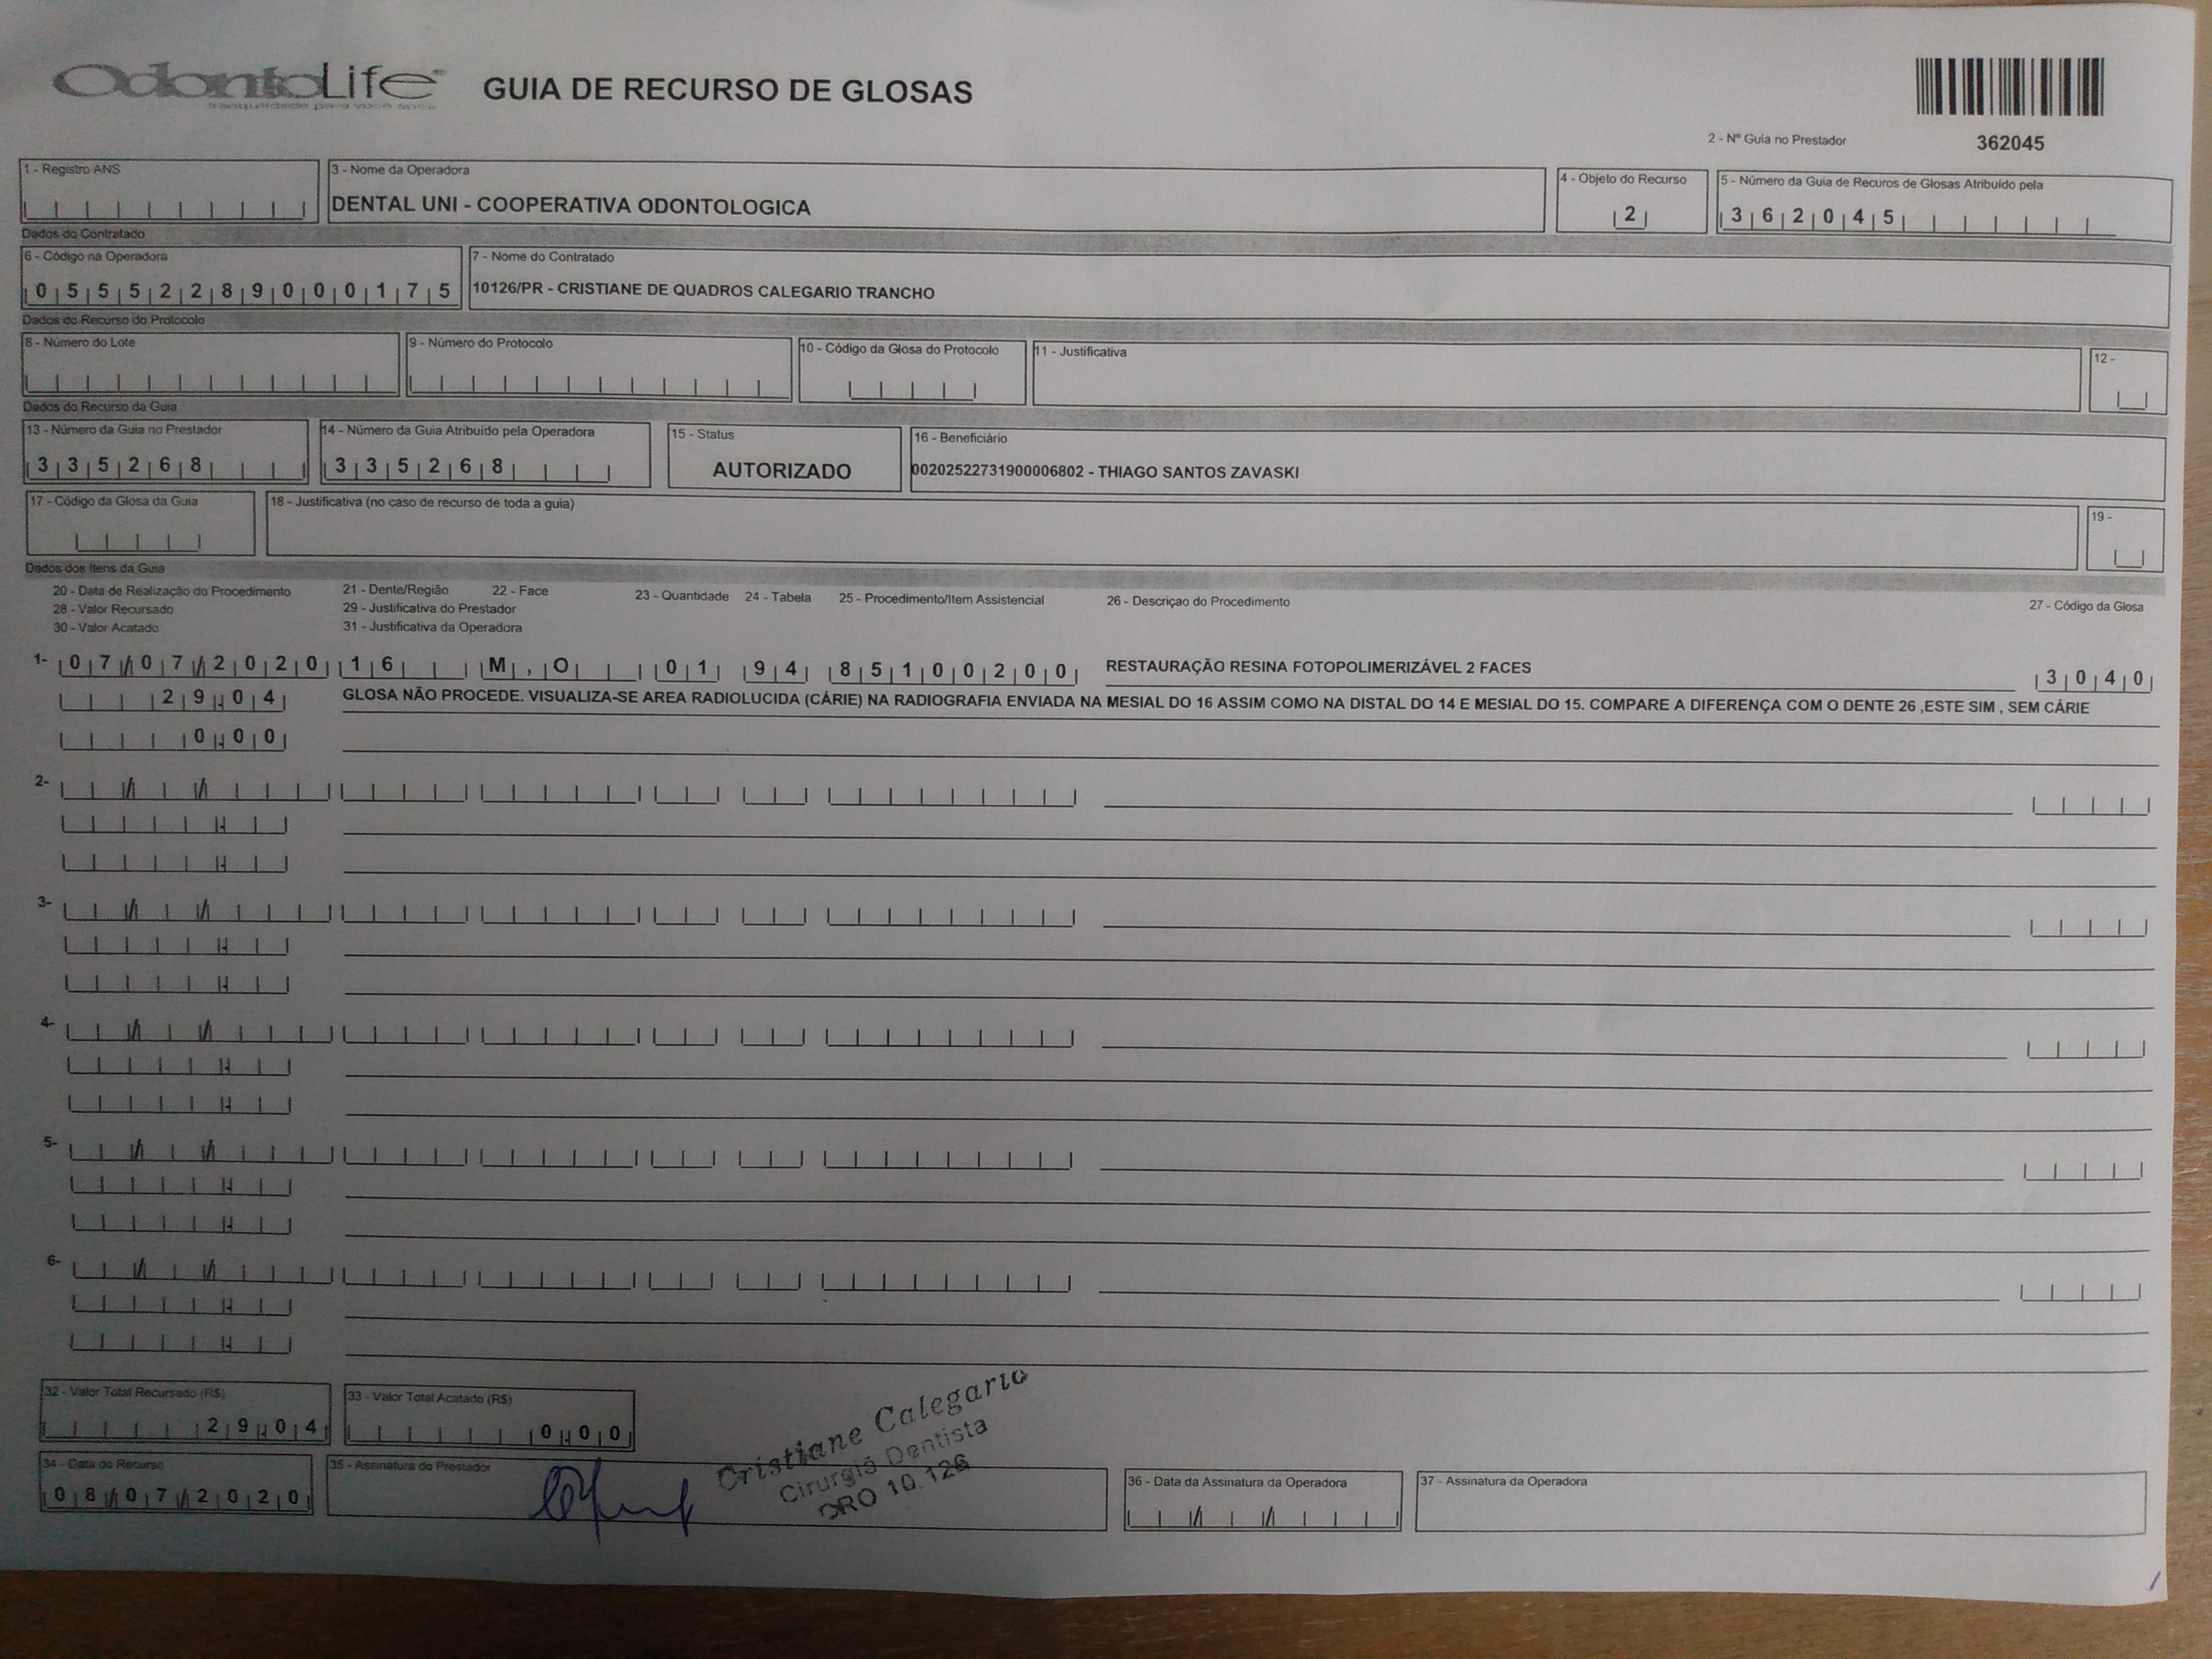 OdontoLife
tranquilidade para você sorrir
GUIA DE RECURSO DE GLOSAS
2 - Nº Guia no Prestador
362045
1 - Registro ANS
3 - Nome da Operadora
DENTAL UNI - COOPERATIVA ODONTOLOGICA
4 - Objeto do Recurso
2
5 - Número da Guia de Recuros de Glosas Atribuído pela
362045
Dados do Contratado
6 - Código na Operadora
05552289000175
7 - Nome do Contratado
10126/PR - CRISTIANE DE QUADROS CALEGARIO TRANCHO
Dados do Recurso do Protocolo
8 - Número do Lote
9 - Número do Protocolo
10 - Código da Glosa do Protocolo
11 - Justificativa
12 -
Dados do Recurso da Guia
13 - Número da Guia no Prestador
335268
14 - Número da Guia Atribuído pela Operadora
335268
15 - Status
AUTORIZADO
16 - Beneficiário
00202522731900006802 - THIAGO SANTOS ZAVASKI
17 - Código da Glosa da Guia
18 - Justificativa (no caso de recurso de toda a guia)
19 -
Dados dos Itens da Guia
20 - Data de Realização do Procedimento 21 - Dente/Região 22 - Face 23 - Quantidade 24 - Tabela 25 - Procedimento/Item Assistencial 26 - Descriçao do Procedimento 27 - Código da Glosa
28 - Valor Recursado 29 - Justificativa do Prestador
30 - Valor Acatado 31 - Justificativa da Operadora
1- 07/07/2020 16 M,O 01 94 85100200 RESTAURAÇÃO RESINA FOTOPOLIMERIZÁVEL 2 FACES 3040
29,04 GLOSA NÃO PROCEDE. VISUALIZA-SE AREA RADIOLUCIDA (CÁRIE) NA RADIOGRAFIA ENVIADA NA MESIAL DO 16 ASSIM COMO NA DISTAL DO 14 E MESIAL DO 15. COMPARE A DIFERENÇA COM O DENTE 26 ,ESTE SIM , SEM CÁRIE
0,00
2-
3-
4-
5-
6-
32 - Valor Total Recursado (R$)
29,04
33 - Valor Total Acatado (R$)
0,00
34 - Data do Recurso
08/07/2020
35 - Assinatura do Prestador
Cristiane Calegario
Cirurgiã Dentista
CRO 10.126
36 - Data da Assinatura da Operadora
37 - Assinatura da Operadora